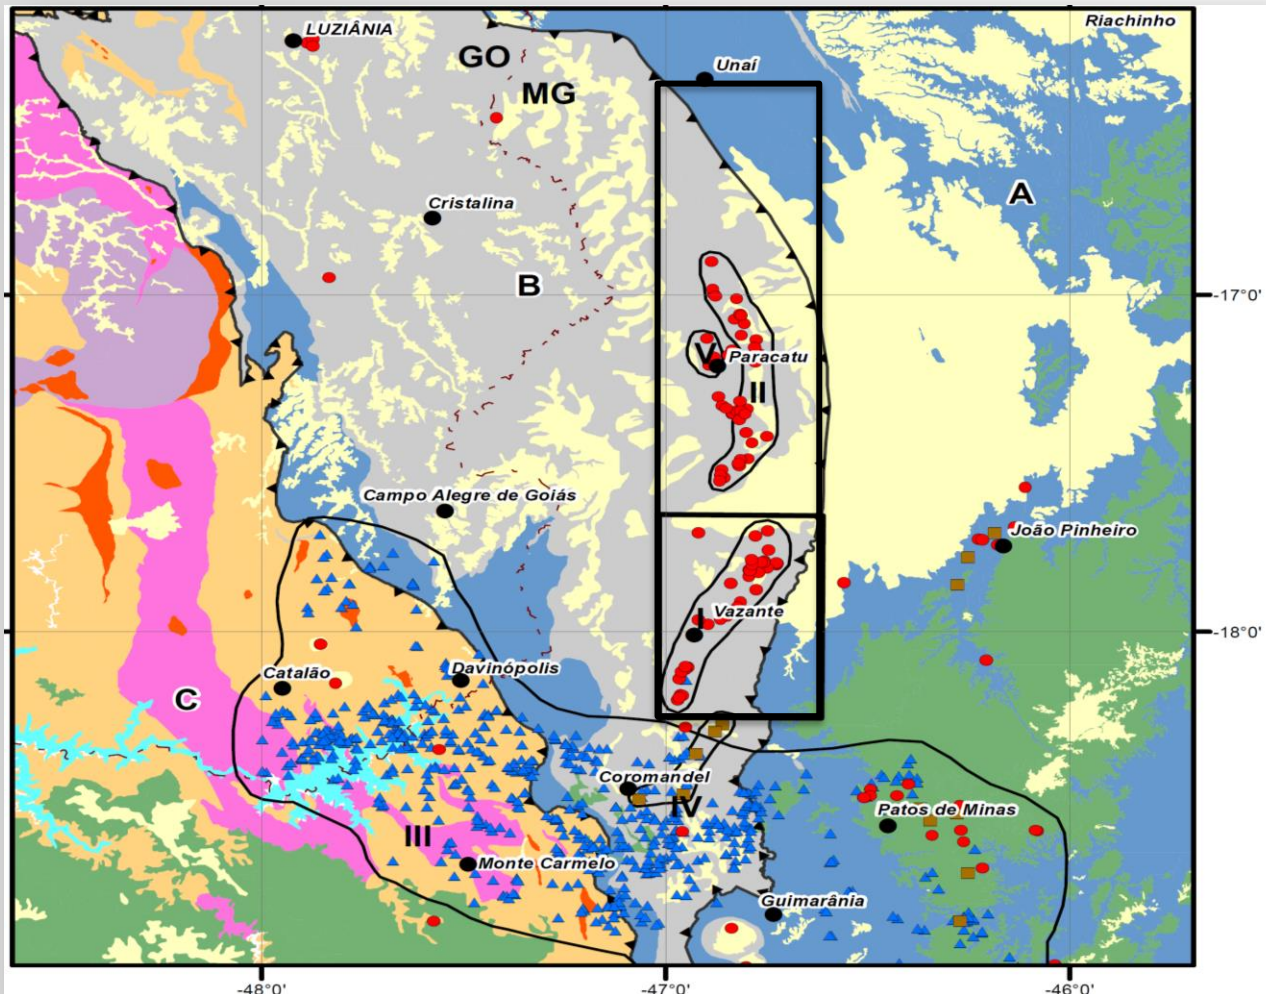 Riachinho
LUZIÂNIA
GO
Unaí
MG
A
Cristalina
B
-17°0'
V
Paracatu
II
Campo Alegre de Goiás
João Pinheiro
I
Vazante
-18°0'
Catalão
Davinópolis
C
Coromandel
IV
Patos de Minas
III
Monte Carmelo
Guimarânia
-48°0'
-47°0'
-46°0'